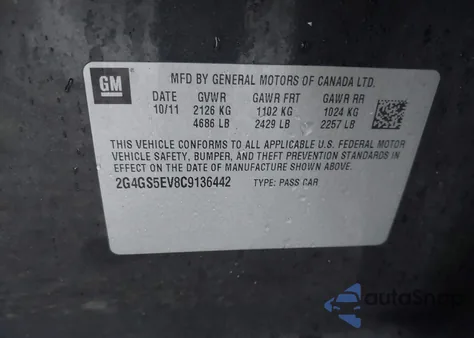 GM
MFD BY GENERAL MOTORS OF CANADA LTD.
DATE GVWR GAWR FRT GAWR RR
10/11 2126 KG 1102 KG 1024 KG
4686 LB 2429 LB 2257 LB
THIS VEHICLE CONFORMS TO ALL APPLICABLE U.S. FEDERAL MOTOR
VEHICLE SAFETY, BUMPER, AND THEFT PREVENTION STANDARDS IN
EFFECT ON THE DATE OF MANUFACTURE SHOWN ABOVE.
2G4GS5EV8C9136442 TYPE: PASS CAR
autoSnap